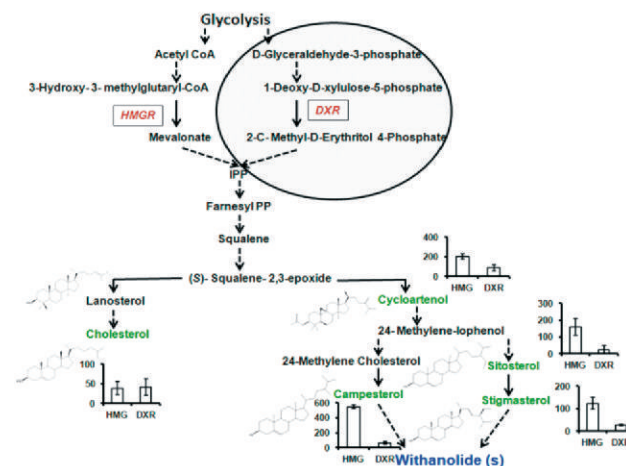 Glycolysis
Acetyl CoA
D-Glyceraldehyde-3-phosphate
3-Hydroxy- 3- methylglutaryl-CoA
1-Deoxy-D-xylulose-5-phosphate
HMGR
DXR
Mevalonate
2-C- Methyl-D-Erythritol 4-Phosphate
IPP
Farnesyl PP
Squalene
(S)- Squalene- 2,3-epoxide
400
200
0
HMG DXR
Lanosterol
Cycloartenol
Cholesterol
24- Methylene-lophenol
300
200
100
0
HMG DXR
24-Methylene Cholesterol
Sitosterol
100
50
0
HMG DXR
Campesterol
Stigmasterol
600
400
200
0
HMG DXR
200
100
0
HMG DXR
Withanolide (s)